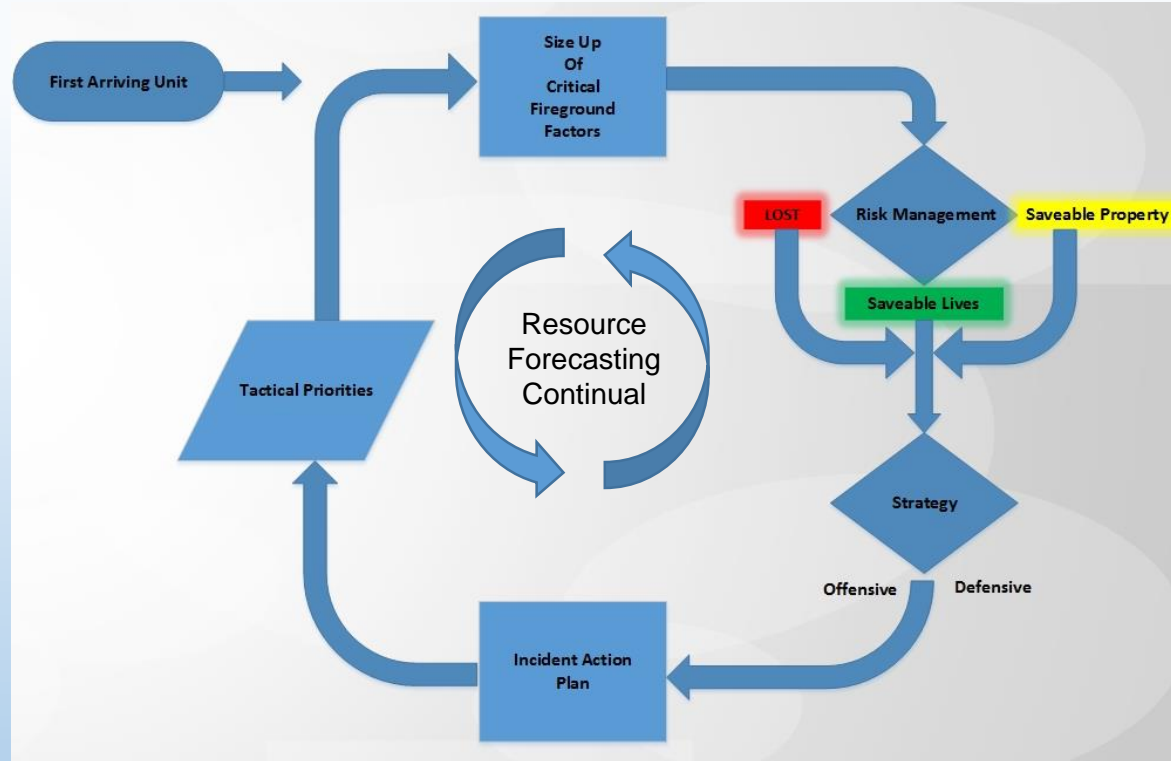 First Arriving Unit
Size Up
Of
Critical
Fireground
Factors
LOST
Risk Management
Saveable Property
Saveable Lives
Resource
Forecasting
Continual
Tactical Priorities
Strategy
Offensive
Defensive
Incident Action
Plan